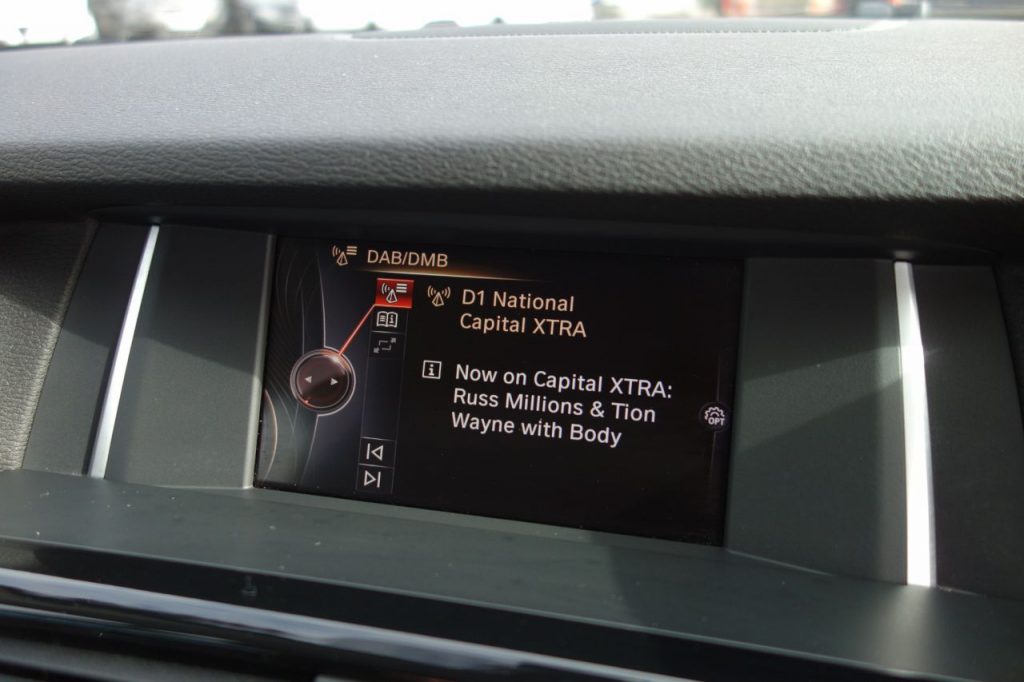 DAB/DMB
D1 National
Capital XTRA
Now on Capital XTRA:
Russ Millions & Tion
Wayne with Body
OPT